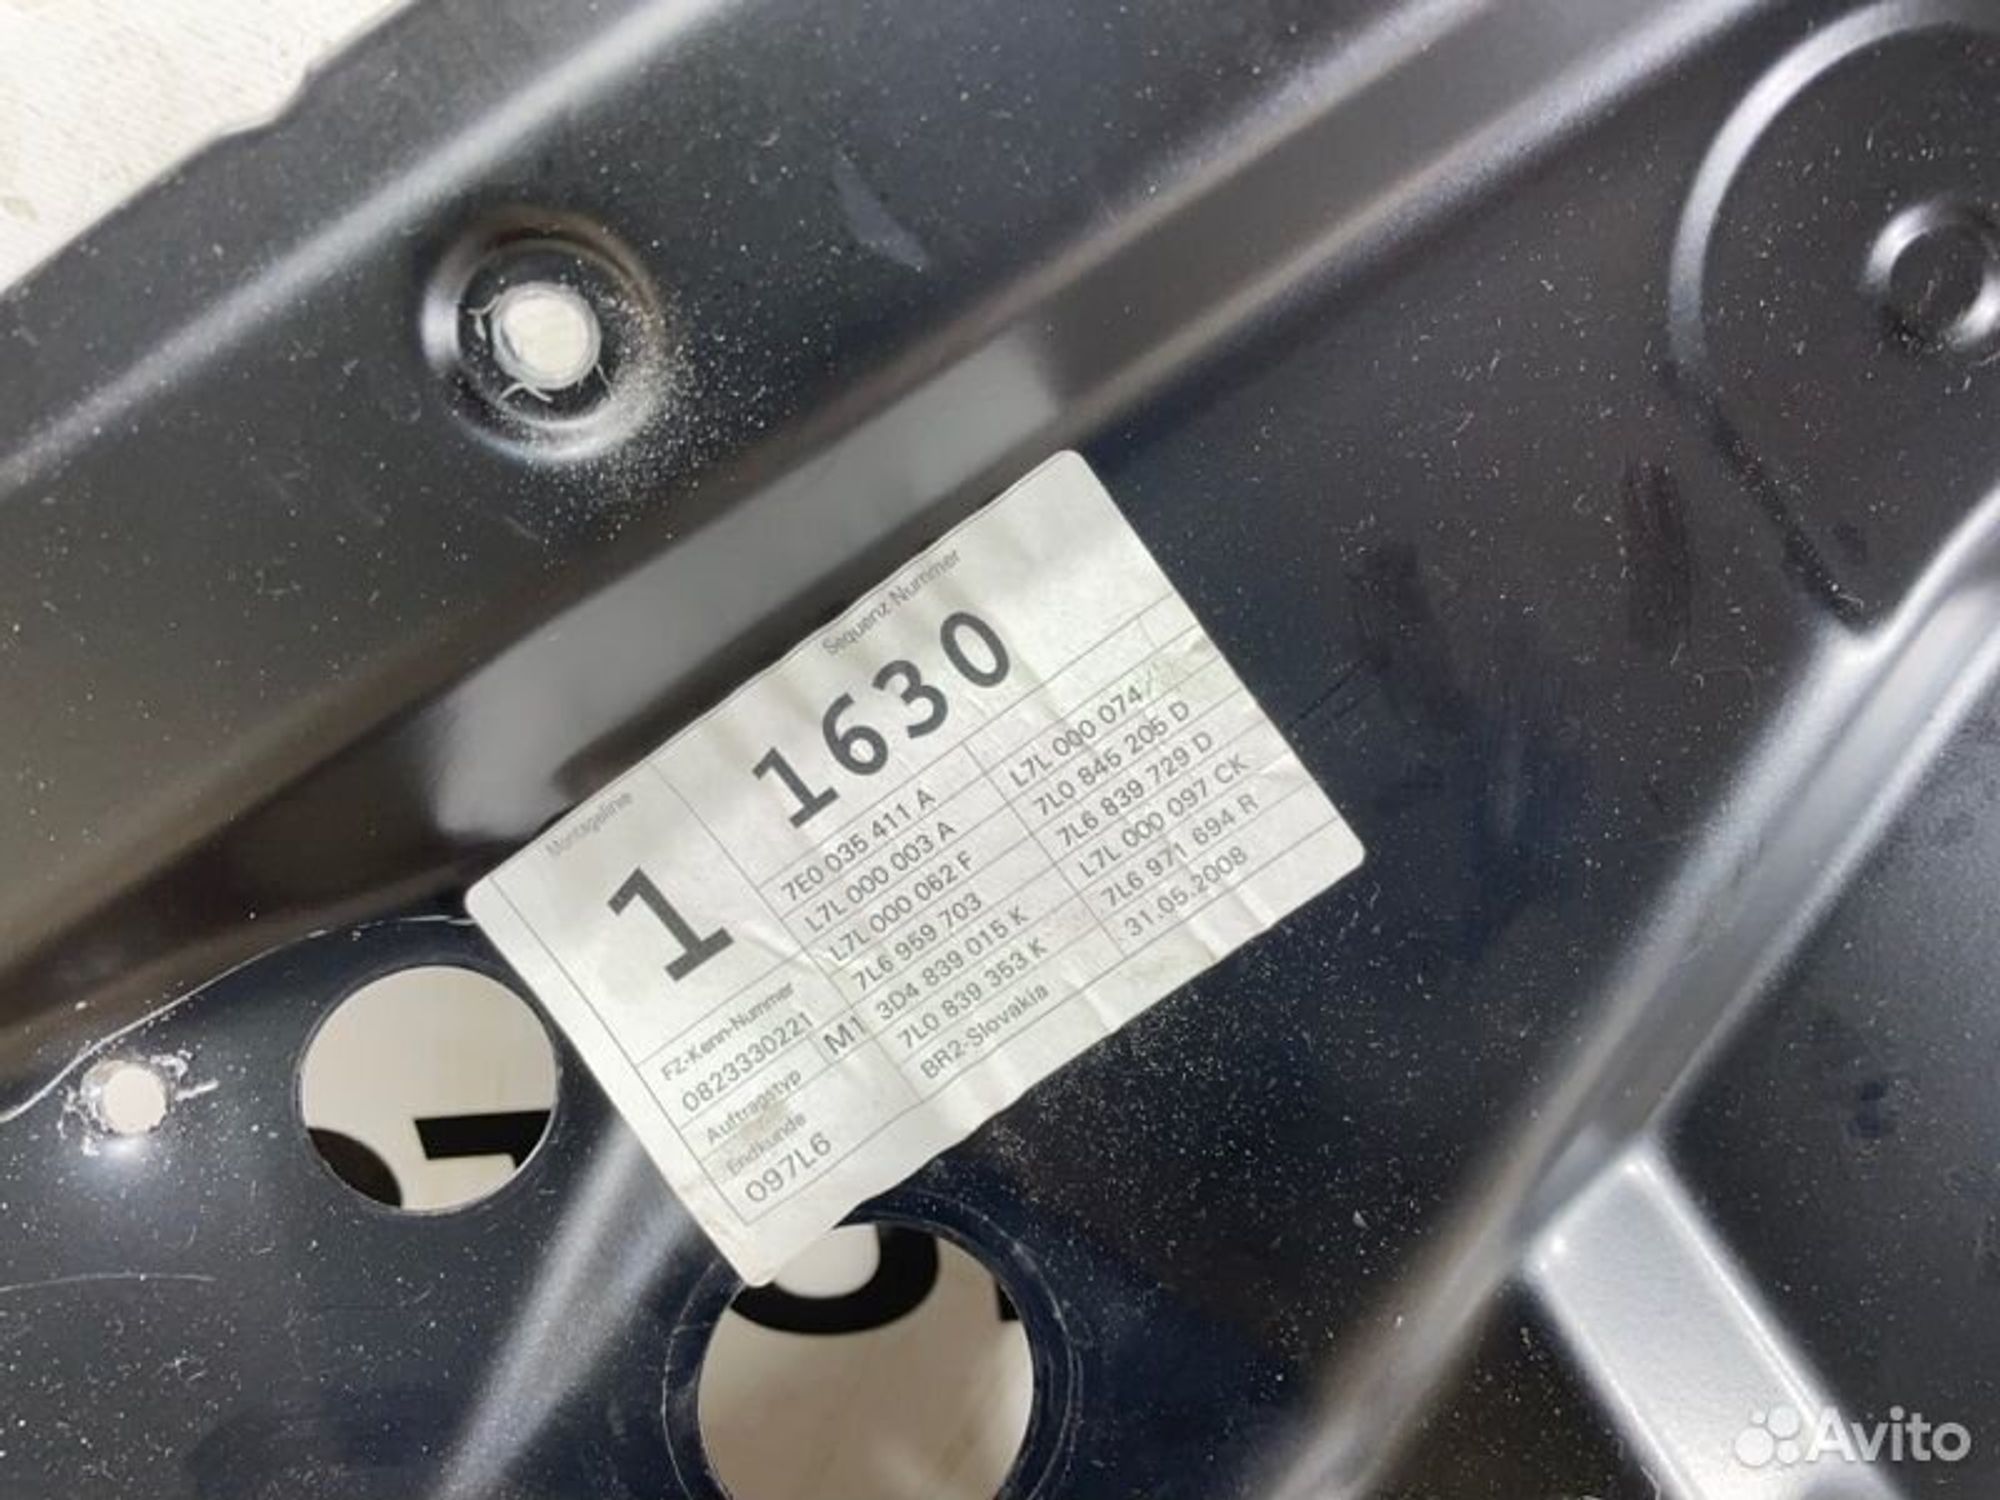 Montagelinie
Sequenz Nummer
1
1630
7E0 035 411 A
L7L 000 074/
L7L 000 003 A
7L0 845 205 D
L7L 000 062 F
7L6 839 729 D
7L6 959 703
L7L 000 097 CK
FZ-Kenn-Nummer
3D4 839 015 K
7L6 971 694 R
0823330221
M1
7L0 839 353 K
31.05.2008
Auftragstyp
BR2-Slovakia
Endkunde
097L6
Avito